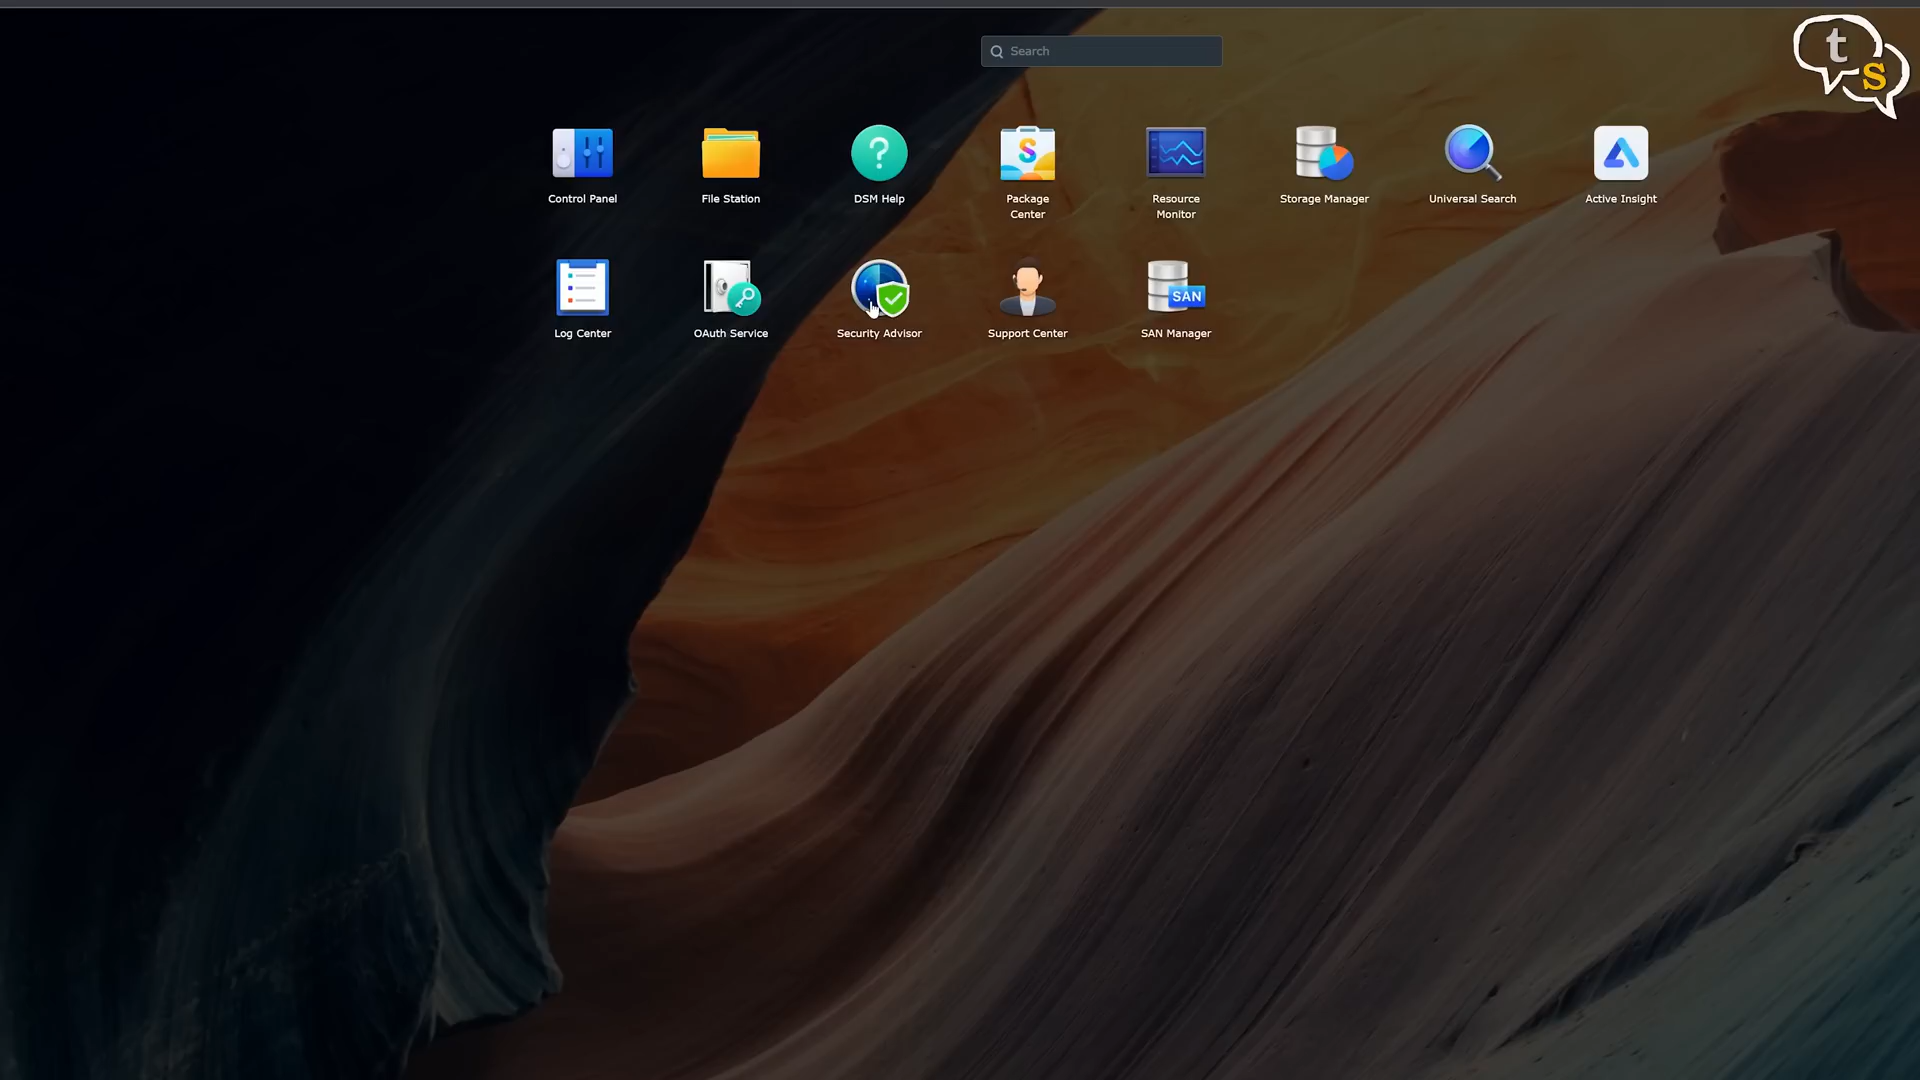 Search
t
s
Control Panel
File Station
DSM Help
Package
Center
Resource
Monitor
Storage Manager
Universal Search
Active Insight
S
?
Log Center
OAuth Service
Security Advisor
Support Center
SAN
SAN Manager